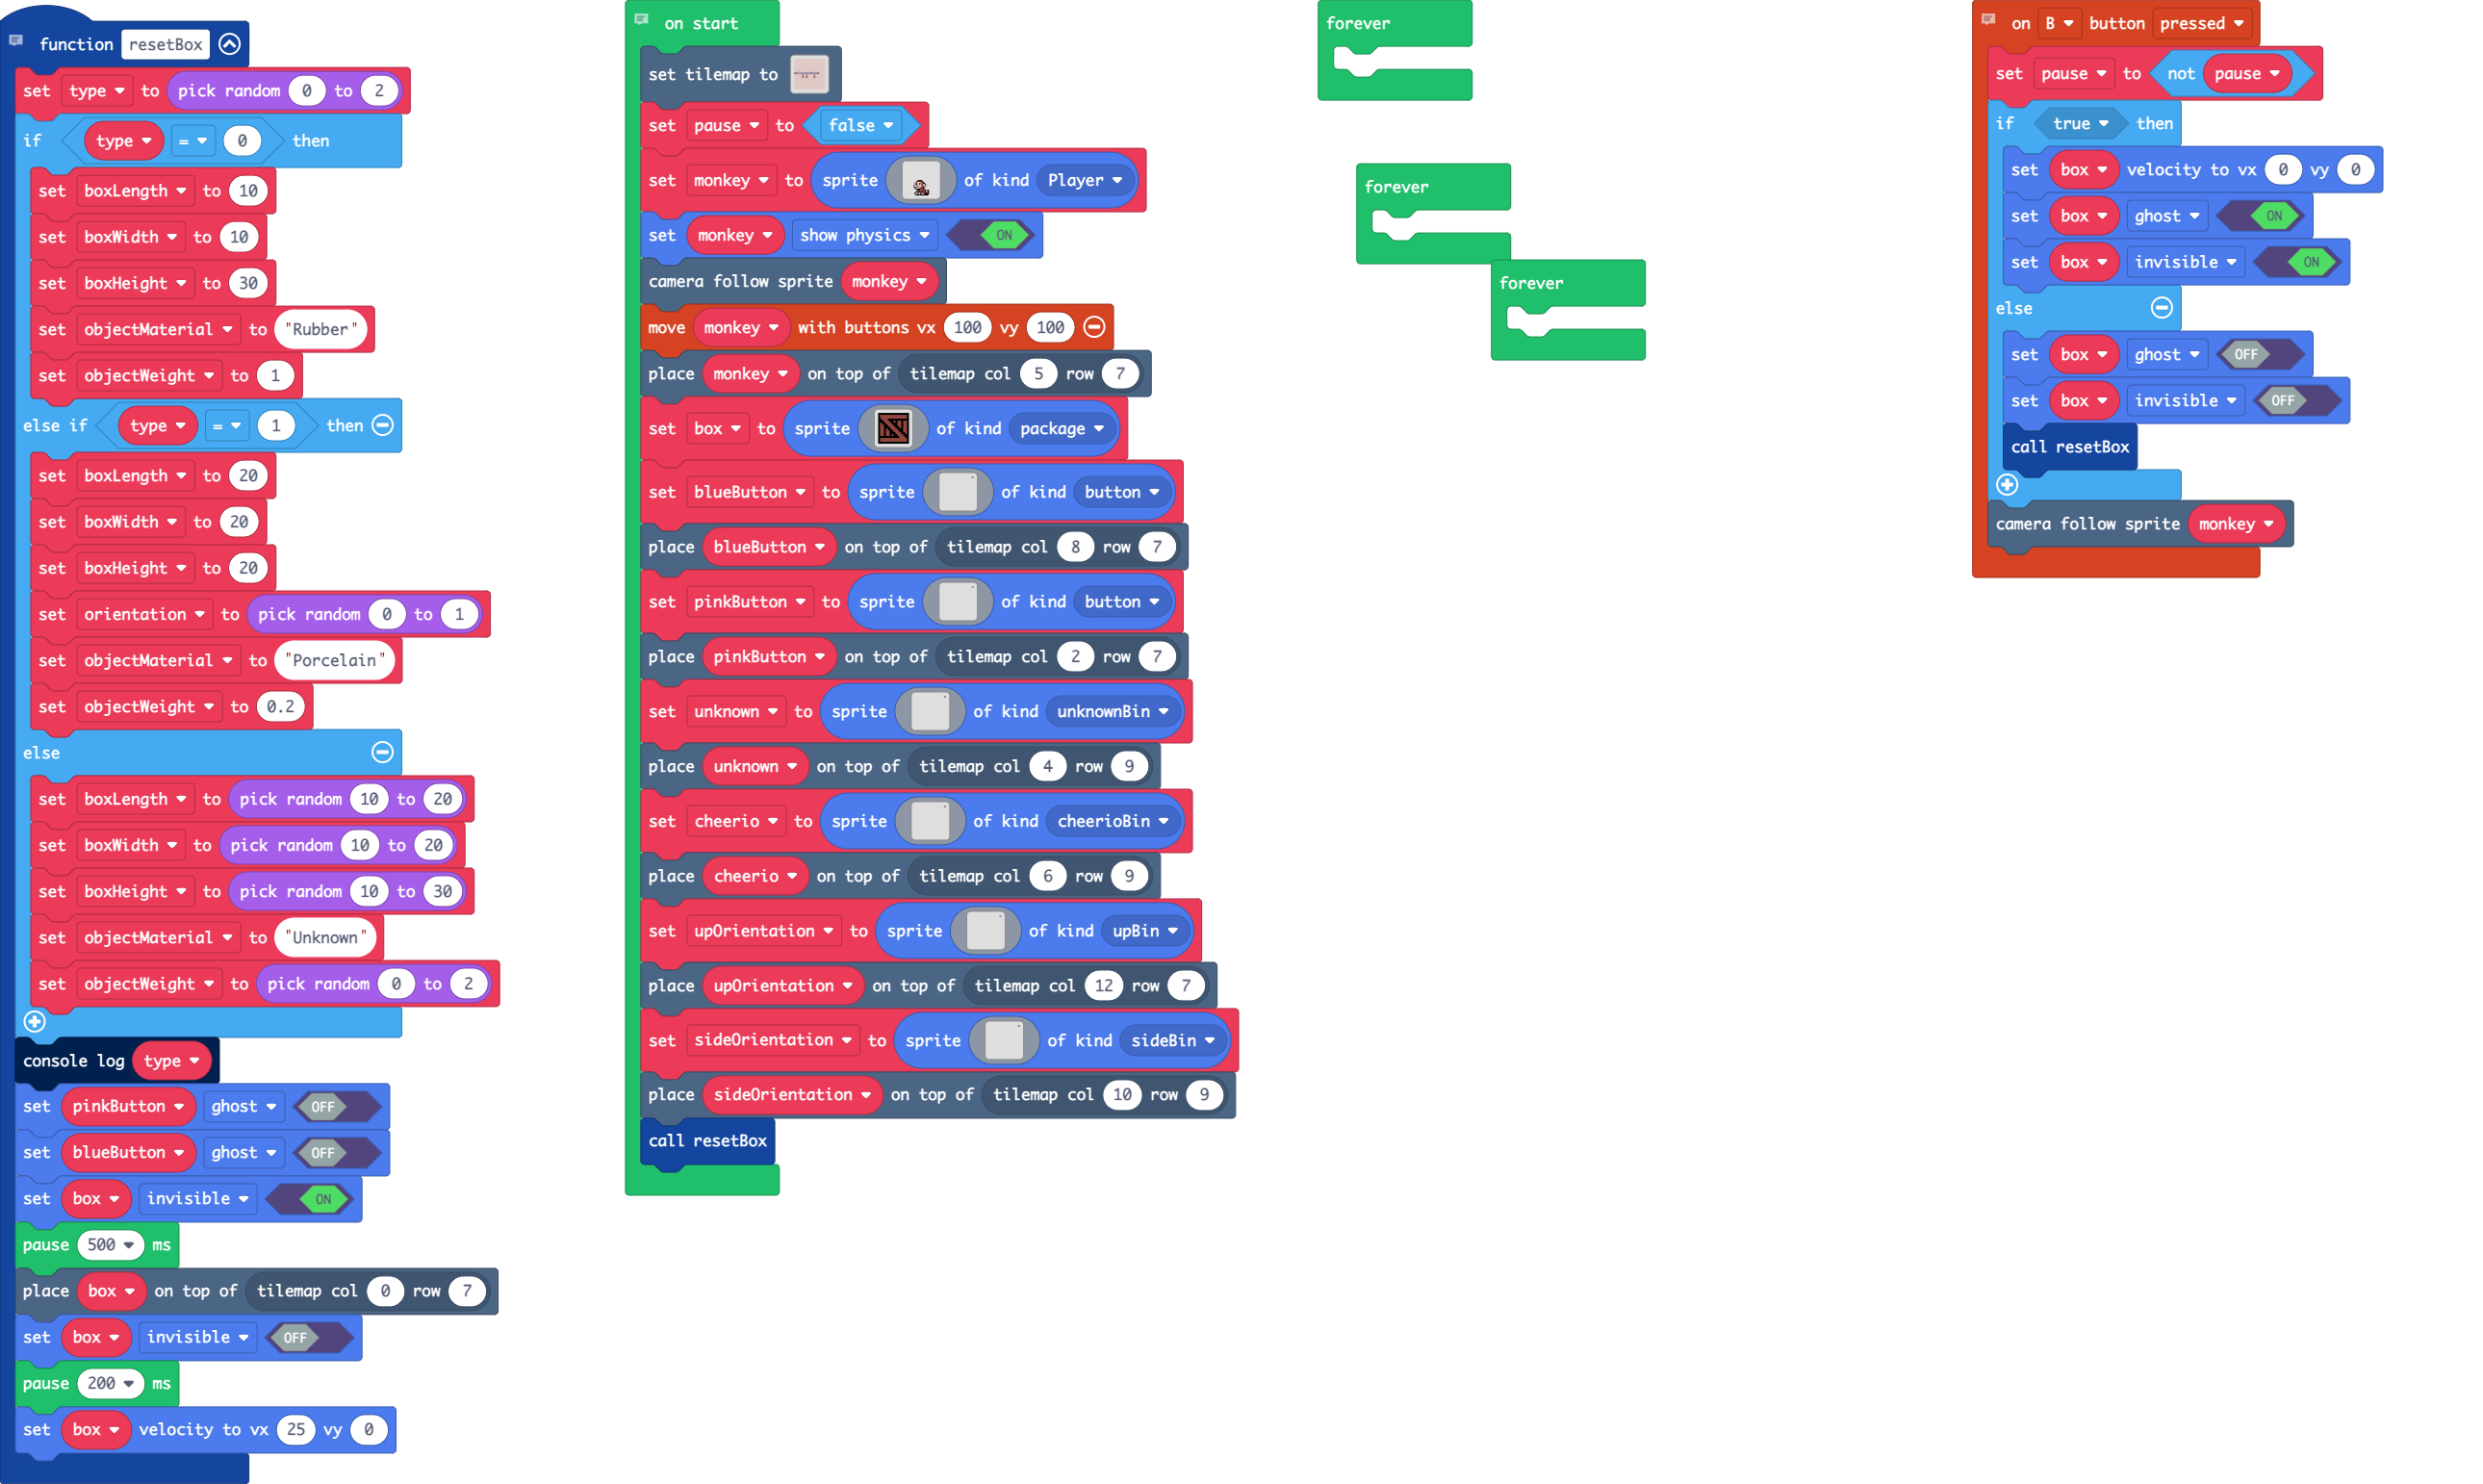 function resetBox
set type to pick random 0 to 2
if type = 0 then
set boxLength to 10
set boxWidth to 10
set boxHeight to 30
set objectMaterial to "Rubber"
set objectWeight to 1
else if type = 1 then
set boxLength to 20
set boxWidth to 20
set boxHeight to 20
set orientation to pick random 0 to 1
set objectMaterial to "Porcelain"
set objectWeight to 0.2
else
set boxLength to pick random 10 to 20
set boxWidth to pick random 10 to 20
set boxHeight to pick random 10 to 30
set objectMaterial to "Unknown"
set objectWeight to pick random 0 to 2
console log type
set pinkButton ghost OFF
set blueButton ghost OFF
set box invisible ON
pause 500 ms
place box on top of tilemap col 0 row 7
set box invisible OFF
pause 200 ms
set box velocity to vx 25 vy 0
on start
set tilemap to
set pause to false
set monkey to sprite of kind Player
set monkey show physics ON
camera follow sprite monkey
move monkey with buttons vx 100 vy 100
place monkey on top of tilemap col 5 row 7
set box to sprite of kind package
set blueButton to sprite of kind button
place blueButton on top of tilemap col 8 row 7
set pinkButton to sprite of kind button
place pinkButton on top of tilemap col 2 row 7
set unknown to sprite of kind unknownBin
place unknown on top of tilemap col 4 row 9
set cheerio to sprite of kind cheerioBin
place cheerio on top of tilemap col 6 row 9
set upOrientation to sprite of kind upBin
place upOrientation on top of tilemap col 12 row 7
set sideOrientation to sprite of kind sideBin
place sideOrientation on top of tilemap col 10 row 9
call resetBox
forever
forever
forever
on B button pressed
set pause to not pause
if true then
set box velocity to vx 0 vy 0
set box ghost ON
set box invisible ON
else
set box ghost OFF
set box invisible OFF
call resetBox
camera follow sprite monkey